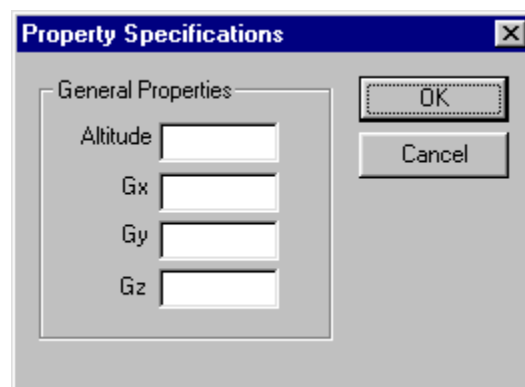 Property Specifications
General Properties
OK
Altitude
Cancel
Gx
Gy
Gz